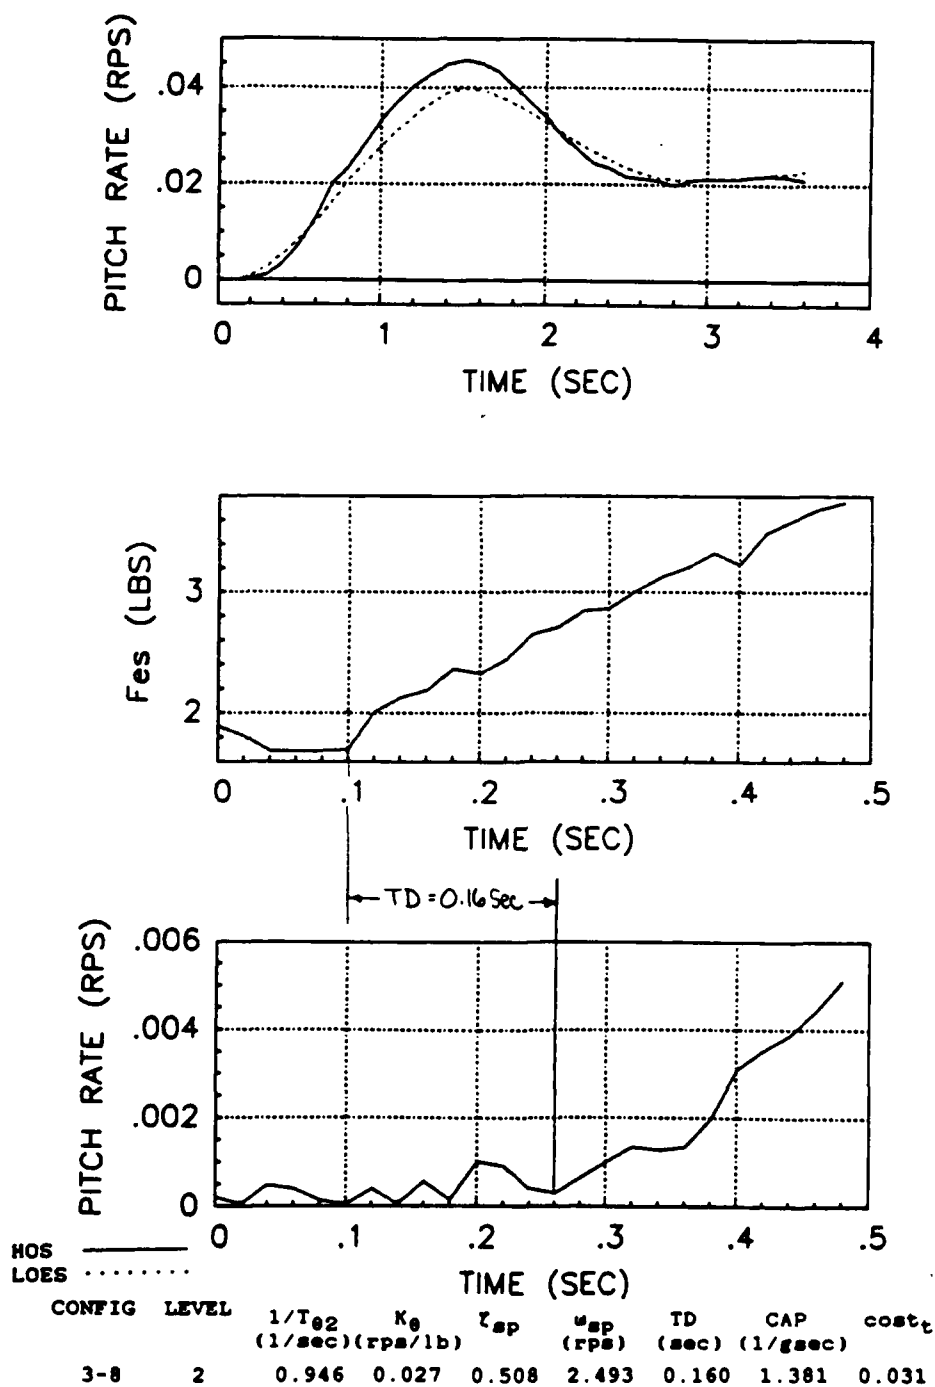 PITCH RATE (RPS)
.04
.02
0
0 1 2 3 4
TIME (SEC)
Fes (LBS)
3
2
0 .1 .2 .3 .4 .5
TIME (SEC)
TD = 0.16 Sec
PITCH RATE (RPS)
.006
.004
.002
0
0 .1 .2 .3 .4 .5
TIME (SEC)
HOS
LOES
CONFIG LEVEL 1/Tθ2 Kθ ζsp ωsp TD CAP costt
(1/sec) (rps/lb) (rps) (sec) (1/gsec)
3-8 2 0.946 0.027 0.508 2.493 0.160 1.381 0.031